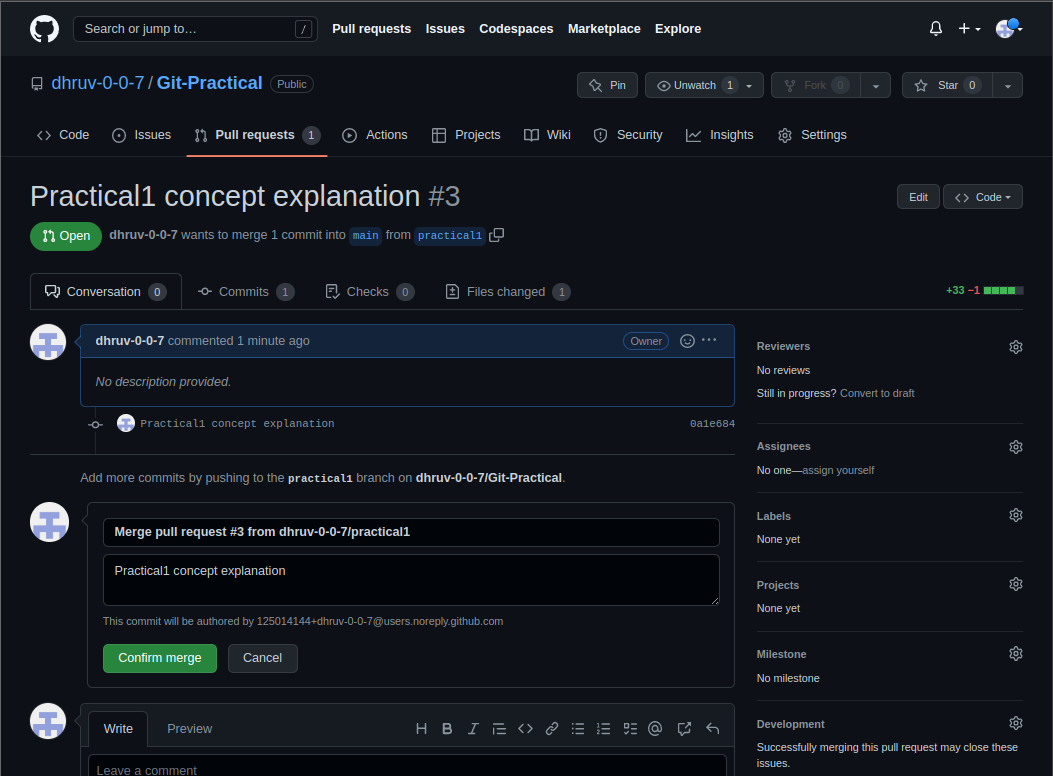 Search or jump to… / Pull requests Issues Codespaces Marketplace Explore
dhruv-0-0-7 / Git-Practical Public Pin Unwatch 1 Fork 0 Star 0
Code Issues Pull requests 1 Actions Projects Wiki Security Insights Settings
Practical1 concept explanation #3 Edit Code
Open dhruv-0-0-7 wants to merge 1 commit into main from practical1
Conversation 0 Commits 1 Checks 0 Files changed 1 +33 −1
dhruv-0-0-7 commented 1 minute ago Owner
No description provided.
Practical1 concept explanation 0a1e684
Add more commits by pushing to the practical1 branch on dhruv-0-0-7/Git-Practical.
Merge pull request #3 from dhruv-0-0-7/practical1
Practical1 concept explanation
This commit will be authored by 125014144+dhruv-0-0-7@users.noreply.github.com
Confirm merge Cancel
Write Preview
Leave a comment
Reviewers
No reviews
Still in progress? Convert to draft
Assignees
No one—assign yourself
Labels
None yet
Projects
None yet
Milestone
No milestone
Development
Successfully merging this pull request may close these
issues.